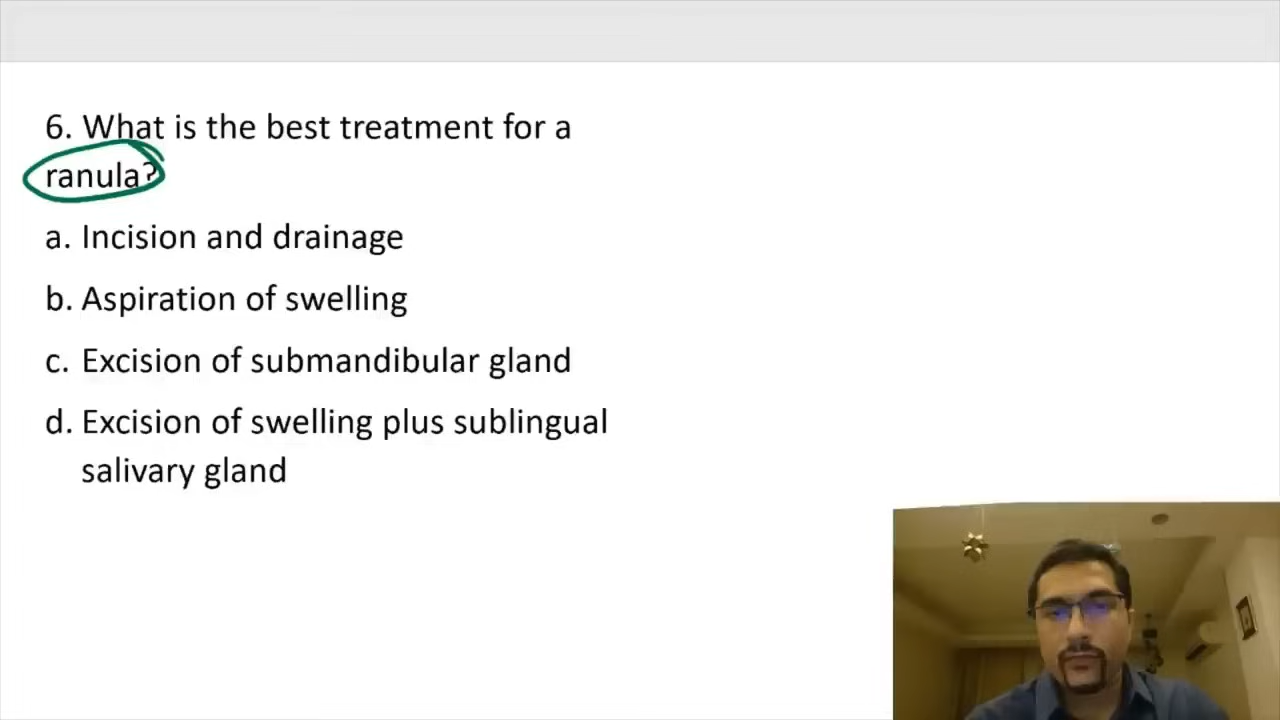 6. What is the best treatment for a
ranula?
a. Incision and drainage
b. Aspiration of swelling
c. Excision of submandibular gland
d. Excision of swelling plus sublingual
salivary gland